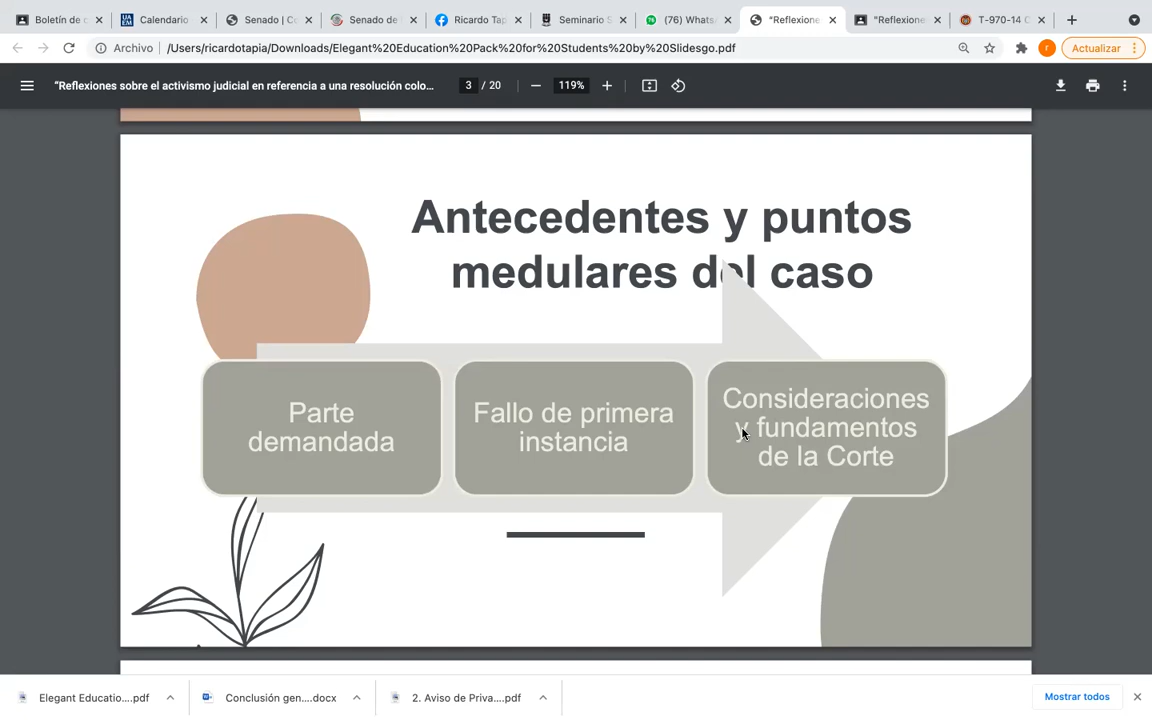 Boletín de c
Calendario
Senado | Co
Senado de
Ricardo Tap
Seminario S
(76) Whats
"Reflexione
"Reflexione
T-970-14 C
Archivo
/Users/ricardotapia/Downloads/Elegant%20Education%20Pack%20for%20Students%20by%20Slidesgo.pdf
r
Actualizar
"Reflexiones sobre el activismo judicial en referencia a una resolución colo...
3 / 20
119%
Antecedentes y puntos
medulares del caso
Parte
demandada
Fallo de primera
instancia
Consideraciones
y fundamentos
de la Corte
Elegant Educatio....pdf
Conclusión gen....docx
2. Aviso de Priva....pdf
Mostrar todos